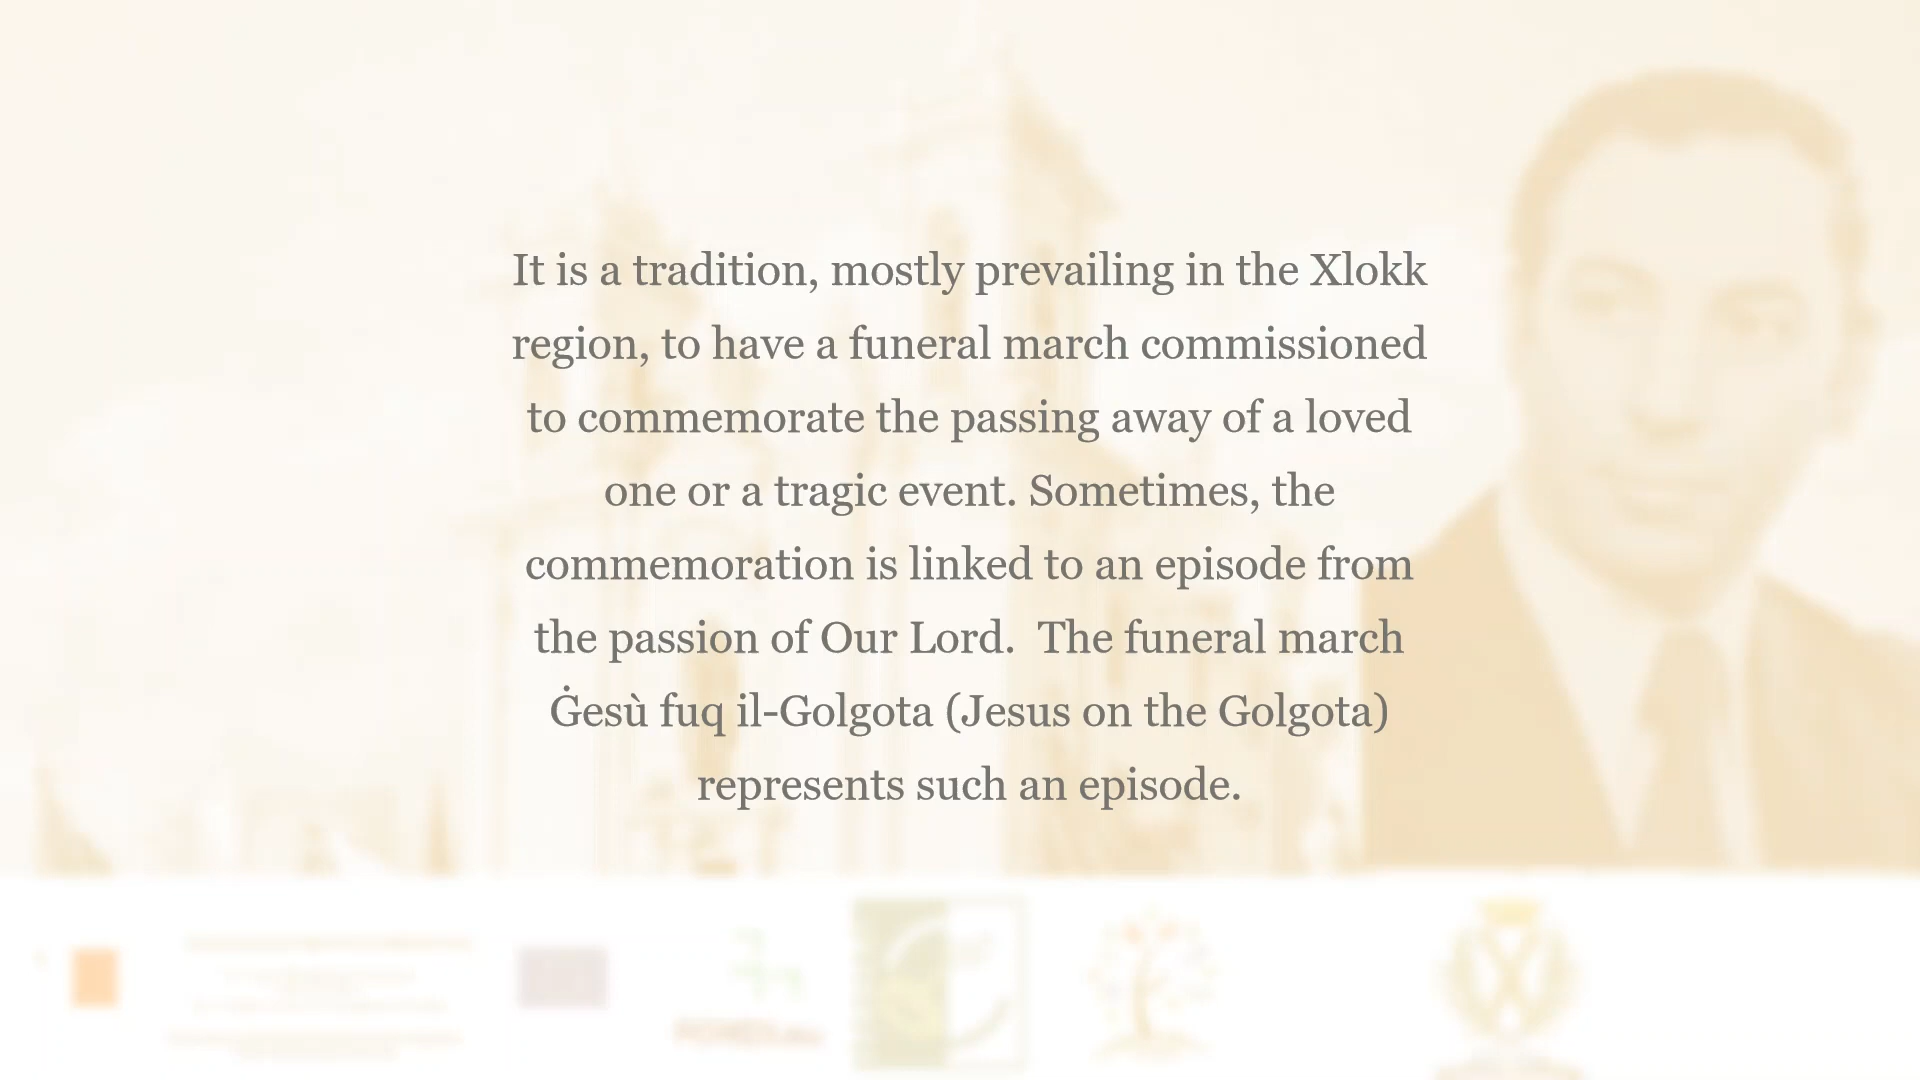 It is a tradition, mostly prevailing in the Xlokk
region, to have a funeral march commissioned
to commemorate the passing away of a loved
one or a tragic event. Sometimes, the
commemoration is linked to an episode from
the passion of Our Lord.  The funeral march
Ġesù fuq il-Golgota (Jesus on the Golgota)
represents such an episode.